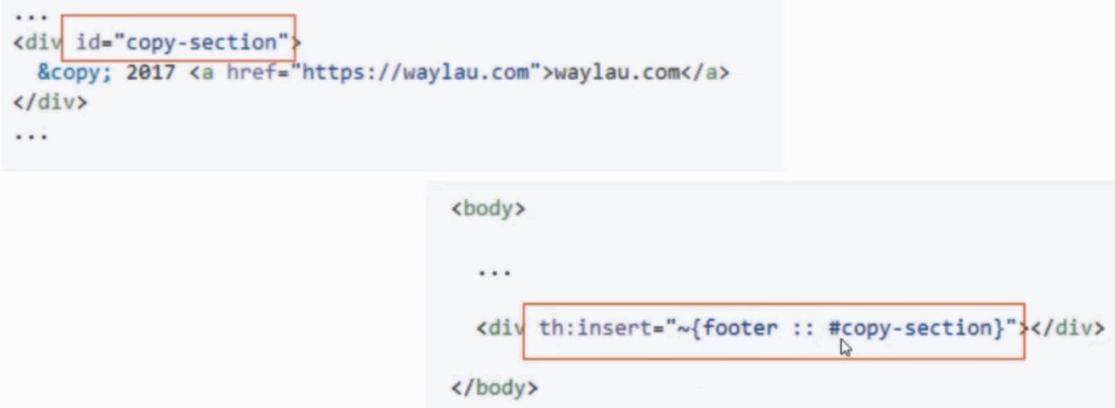 ...
<div id="copy-section">
&copy; 2017 <a href="https://waylau.com">waylau.com</a>
</div>
...
<body>
...
<div th:insert="~{footer :: #copy-section}"></div>
</body>